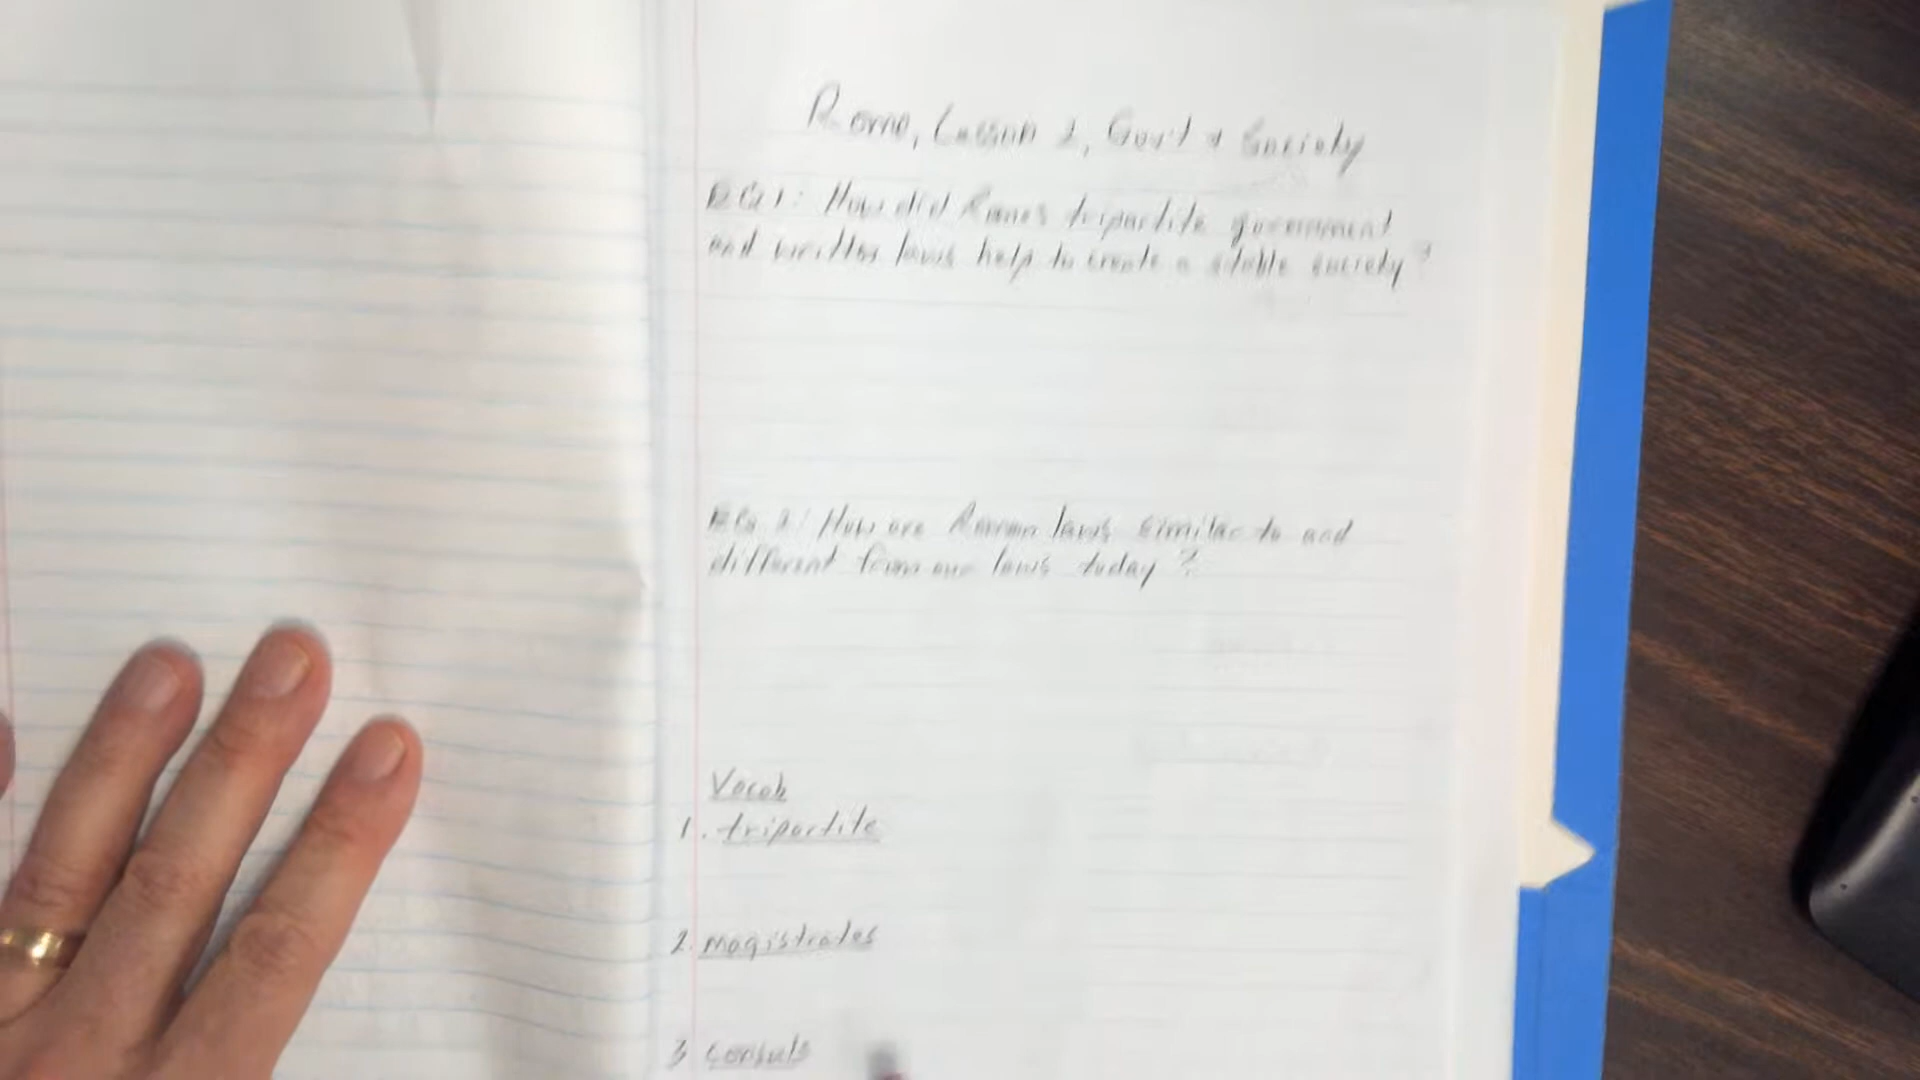 Rome, Lesson 2, Gov't & Society
EQ 1: How did Rome's tripartite government
and written laws help to create a stable society?
EQ 2: How are Roman laws similar to and
different from our laws today?
Vocab
1. tripartite
2. magistrates
3 consuls